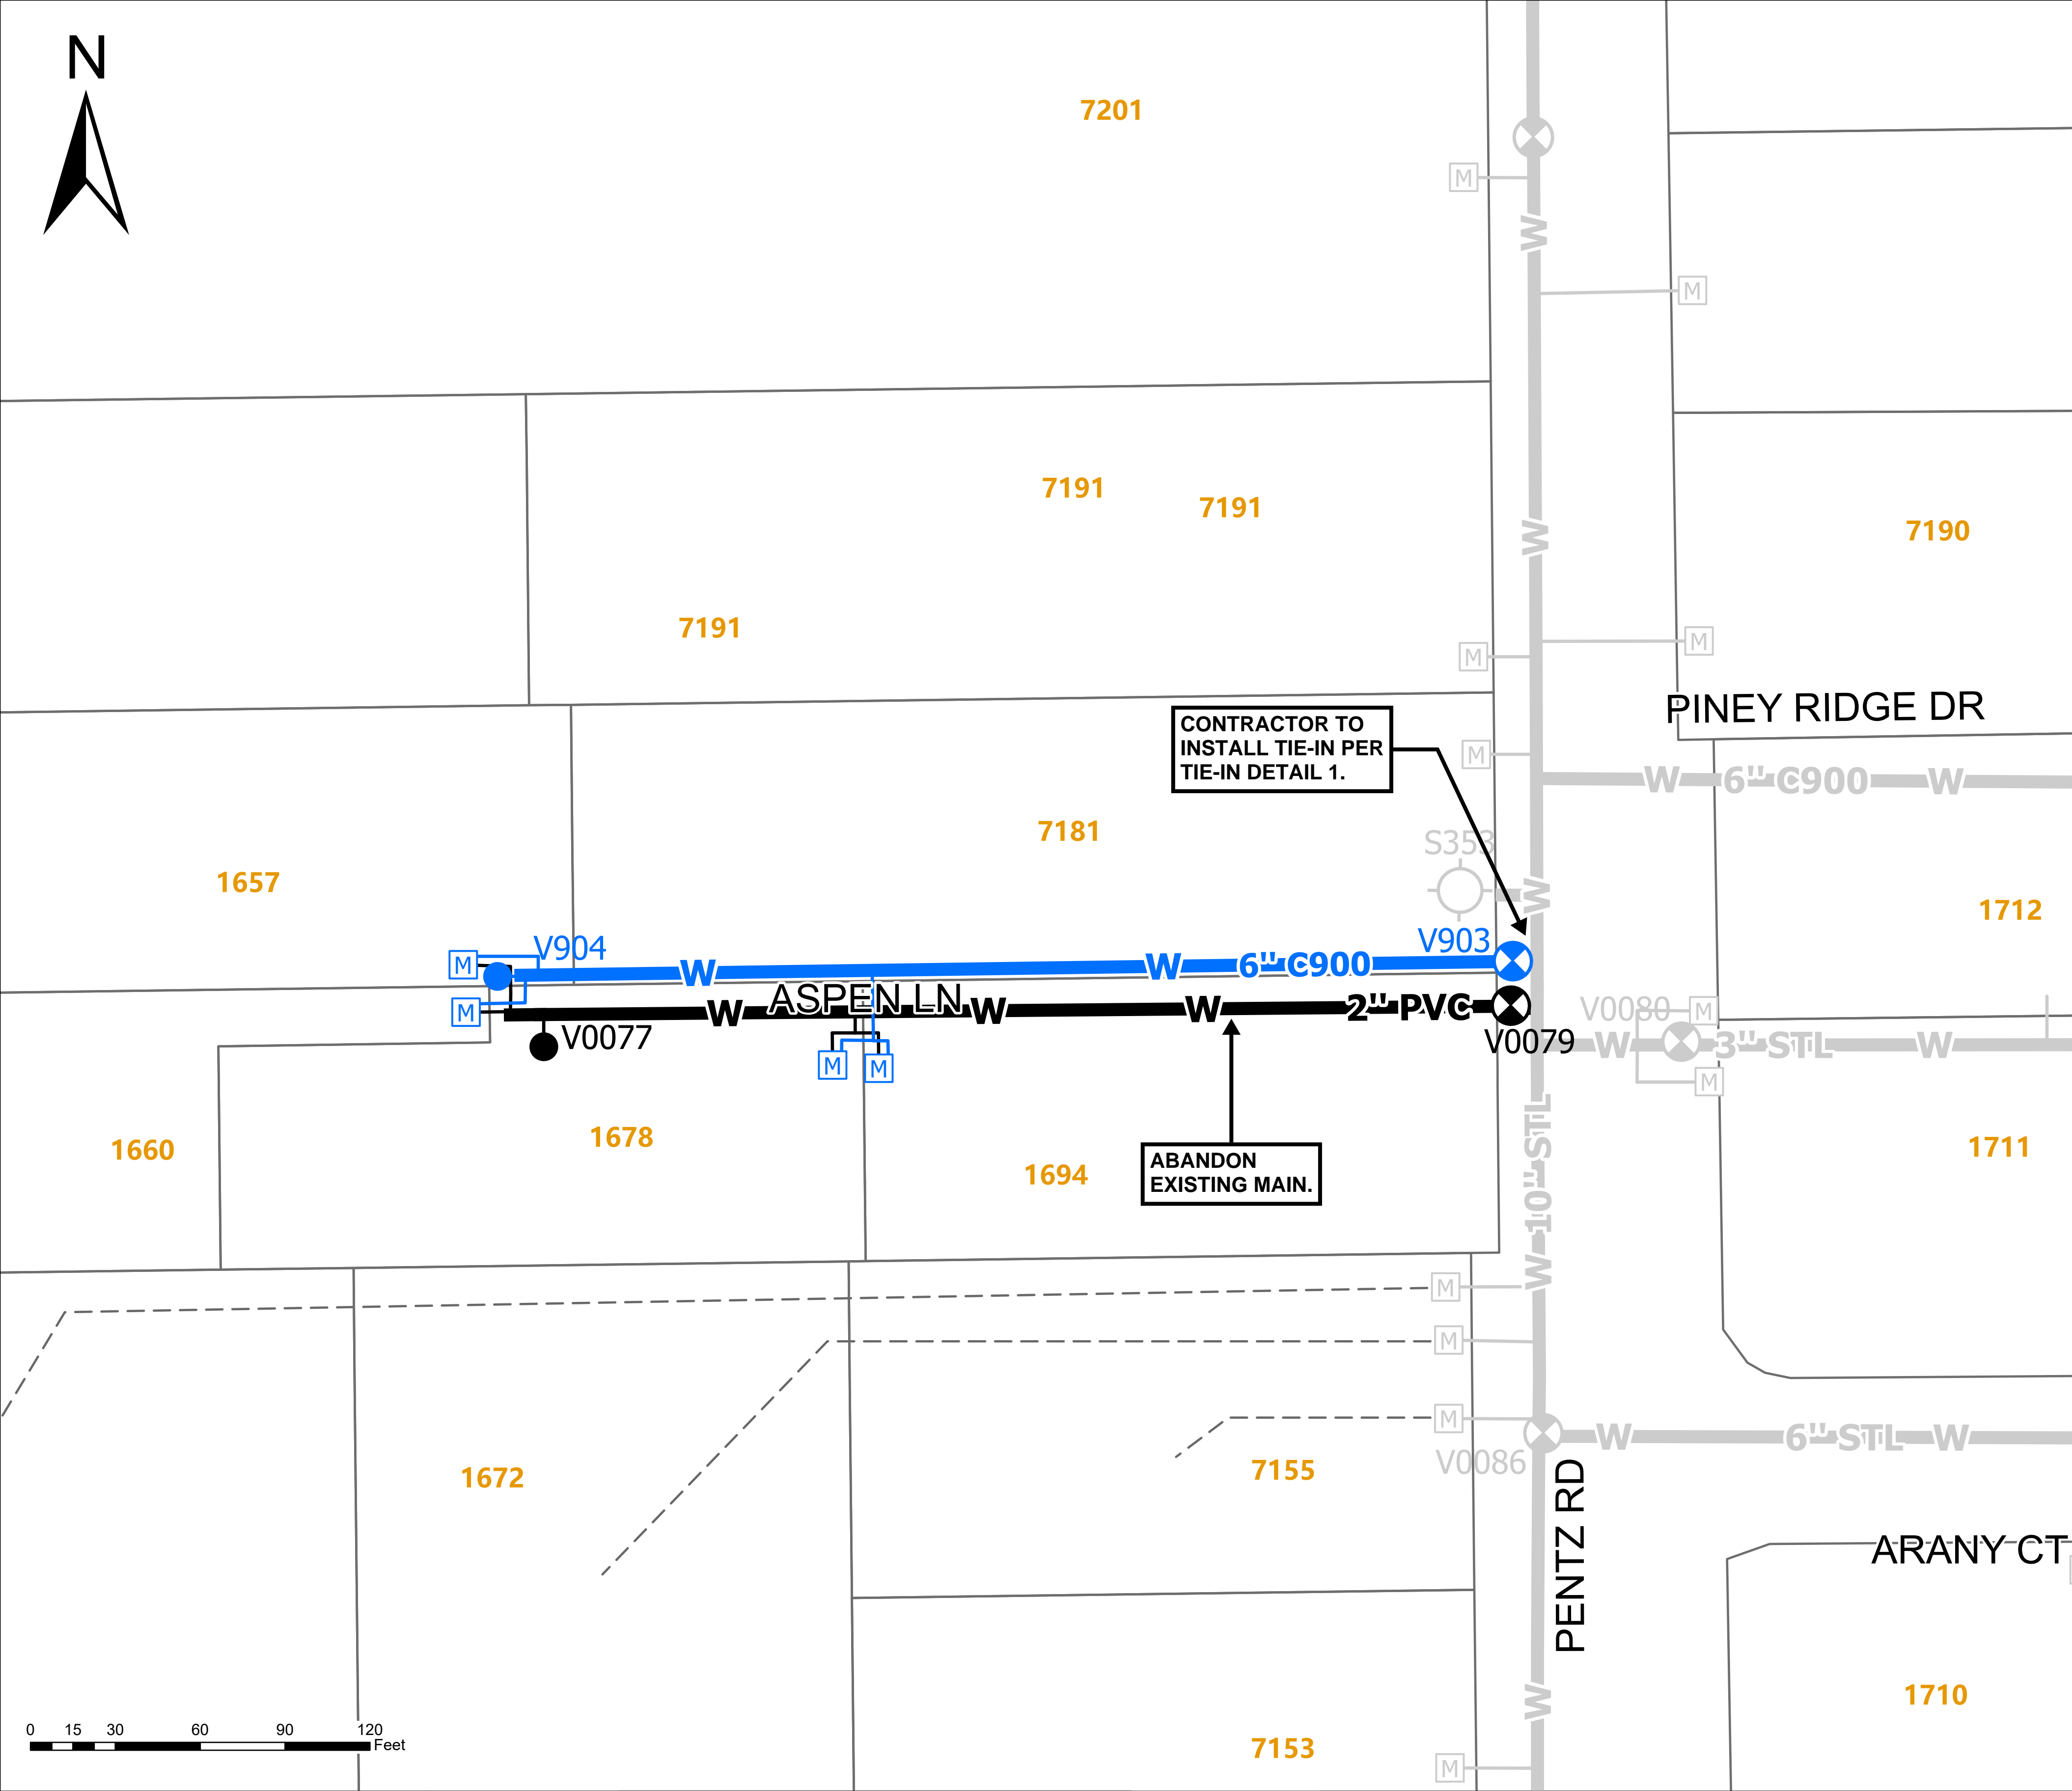 N
7201
M
W
M
7191
7191
7190
W
7191
M
M
PINEY RIDGE DR
CONTRACTOR TO
INSTALL TIE-IN PER
TIE-IN DETAIL 1.
M
W 6" C900 W
7181
S353
1657
W
1712
V904
V903
M
W W 6" C900
ASPEN LN
M
W W W 2" PVC
V0080
M
V0077
V0079
W 3" STL W
M
M
M
1678
1660
1694
1711
ABANDON
EXISTING MAIN.
W 10" STL
M
M
M
W 6" STL W
V0086
1672
7155
PENTZ RD
ARANY CT
1710
W
7153
M
0 15 30 60 90 120
Feet